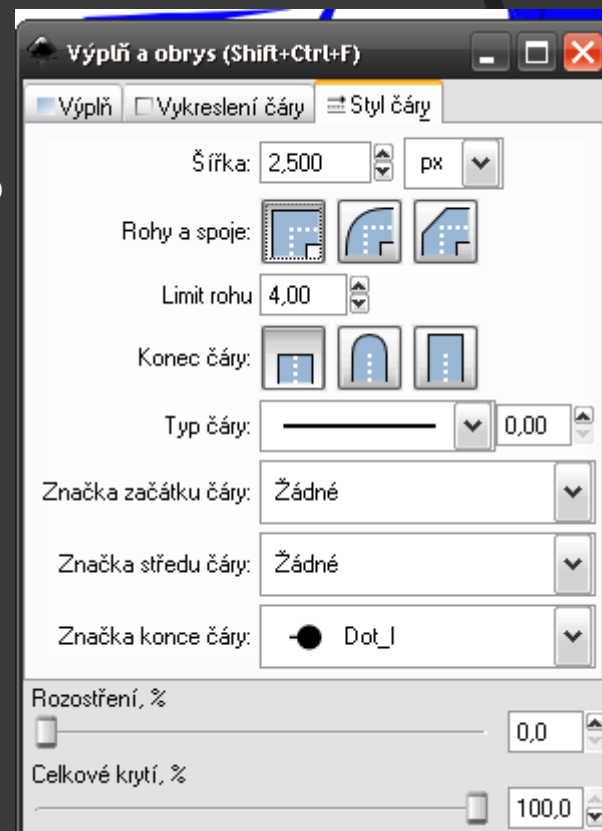 Výplň a obrys (Shift+Ctrl+F)
Výplň Vykreslení čáry Styl čáry
Šířka: 2,500 px
Rohy a spoje:
Limit rohu 4,00
Konec čáry:
Typ čáry: 0,00
Značka začátku čáry: Žádné
Značka středu čáry: Žádné
Značka konce čáry: Dot_l
Rozostření, %
0,0
Celkové krytí, %
100,0